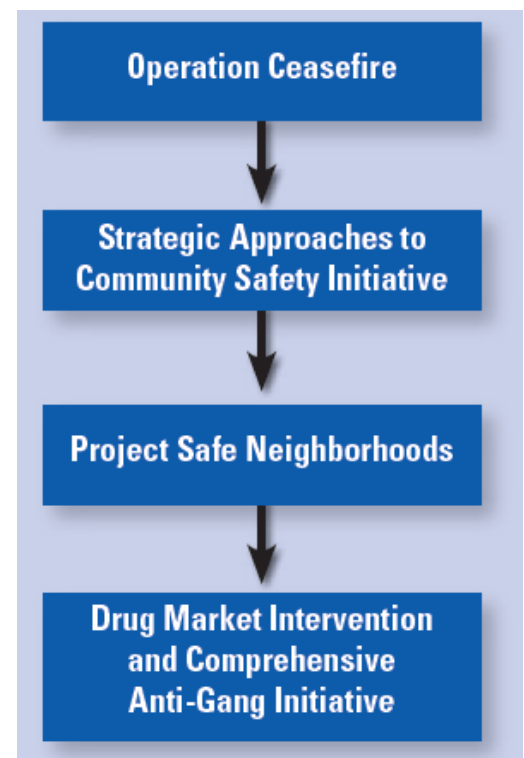 Operation Ceasefire
Strategic Approaches to
Community Safety Initiative
Project Safe Neighborhoods
Drug Market Intervention
and Comprehensive
Anti-Gang Initiative